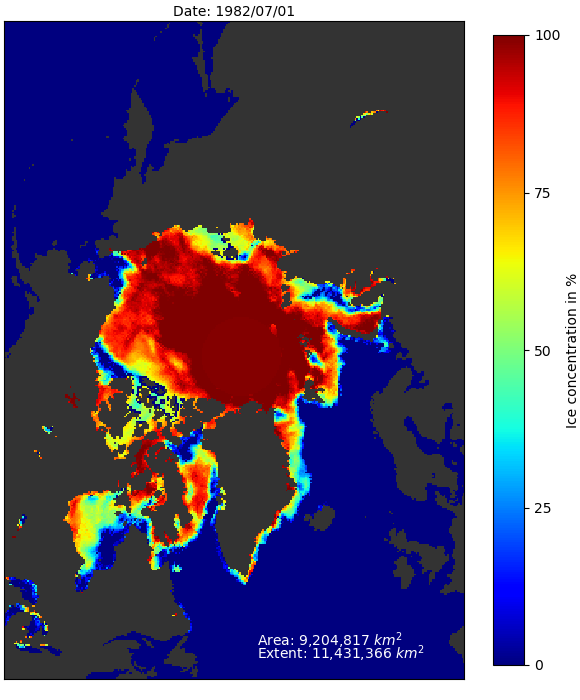 Date: 1982/07/01
100
75
50
25
0
Ice concentration in %
Area: 9,204,817 km²
Extent: 11,431,366 km²